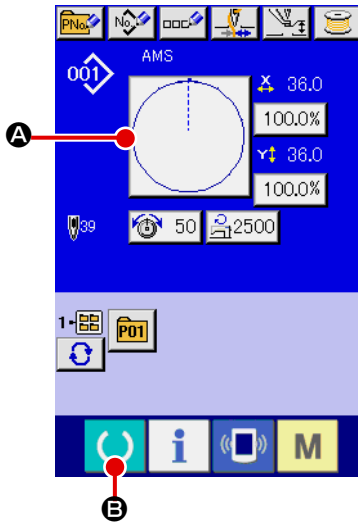 PNo. No.
AMS
001
X 36.0
A
100.0%
Y 36.0
100.0%
39 50 2500
1- P01
i M
B